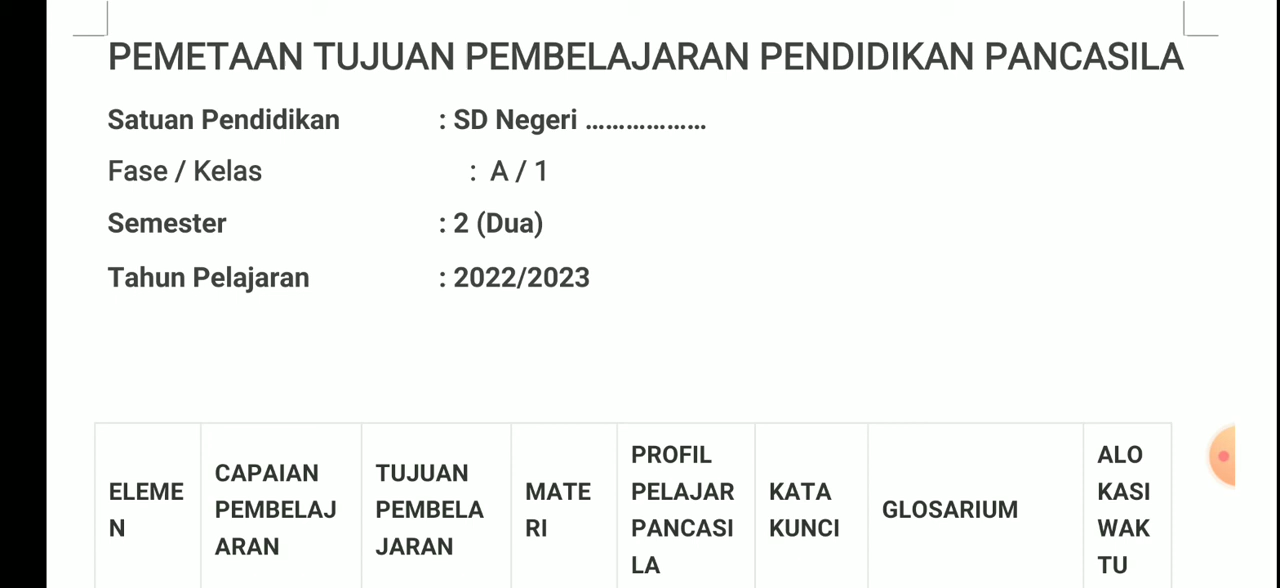 PEMETAAN TUJUAN PEMBELAJARAN PENDIDIKAN PANCASILA
Satuan Pendidikan : SD Negeri ..................
Fase / Kelas : A / 1
Semester : 2 (Dua)
Tahun Pelajaran : 2022/2023
ELEME
N
CAPAIAN
PEMBELAJ
ARAN
TUJUAN
PEMBELA
JARAN
MATE
RI
PROFIL
PELAJAR
PANCASI
LA
KATA
KUNCI
GLOSARIUM
ALO
KASI
WAK
TU